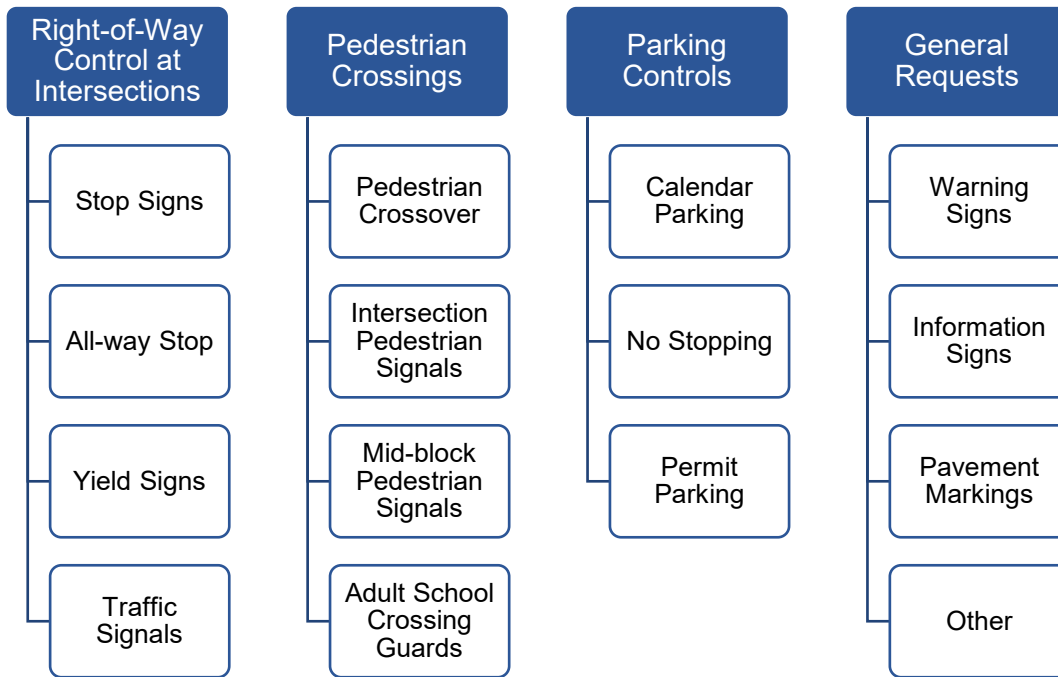 Right-of-Way
Control at
Intersections
Stop Signs
All-way Stop
Yield Signs
Traffic
Signals
Pedestrian
Crossings
Pedestrian
Crossover
Intersection
Pedestrian
Signals
Mid-block
Pedestrian
Signals
Adult School
Crossing
Guards
Parking
Controls
Calendar
Parking
No Stopping
Permit
Parking
General
Requests
Warning
Signs
Information
Signs
Pavement
Markings
Other